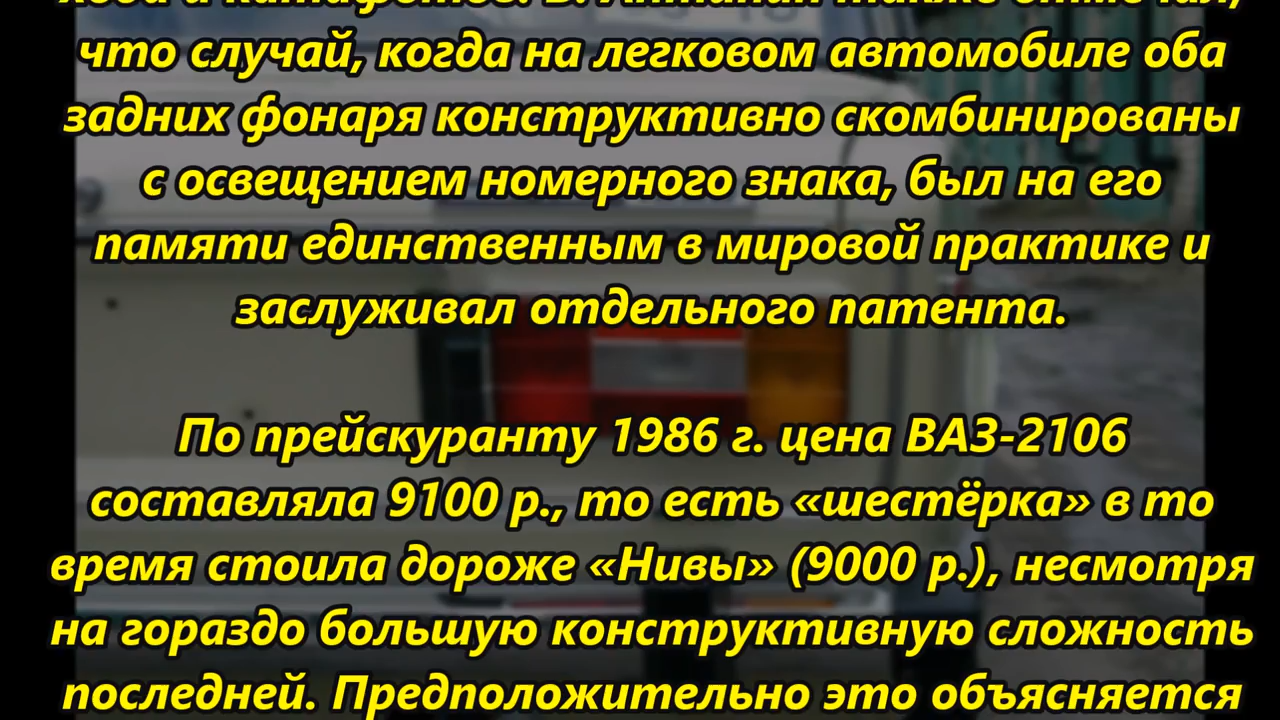 что случай, когда на легковом автомобиле оба
задних фонаря конструктивно скомбинированы
с освещением номерного знака, был на его
памяти единственным в мировой практике и
заслуживал отдельного патента.
По прейскуранту 1986 г. цена ВАЗ-2106
составляла 9100 р., то есть «шестёрка» в то
время стоила дороже «Нивы» (9000 р.), несмотря
на гораздо большую конструктивную сложность
последней. Предположительно это объясняется